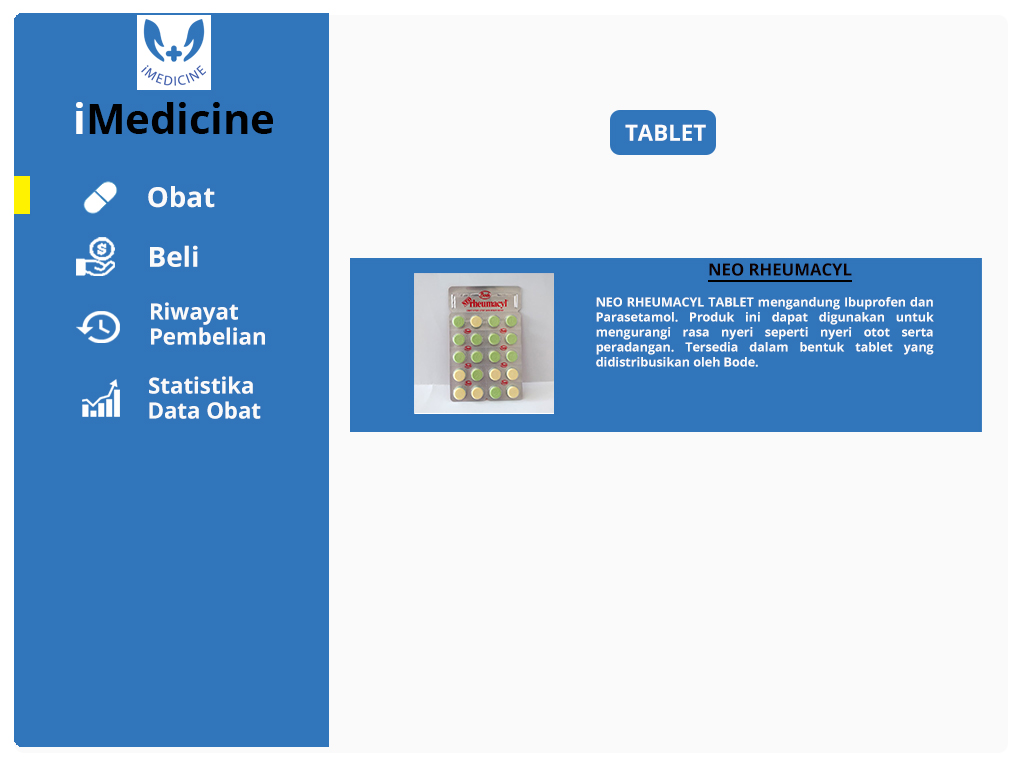 iMEDICINE
iMedicine
Obat
Beli
Riwayat
Pembelian
Statistika
Data Obat
TABLET
NEO RHEUMACYL
rheumacyl
NEO RHEUMACYL TABLET mengandung Ibuprofen dan
Parasetamol. Produk ini dapat digunakan untuk
mengurangi rasa nyeri seperti nyeri otot serta
peradangan. Tersedia dalam bentuk tablet yang
didistribusikan oleh Bode.